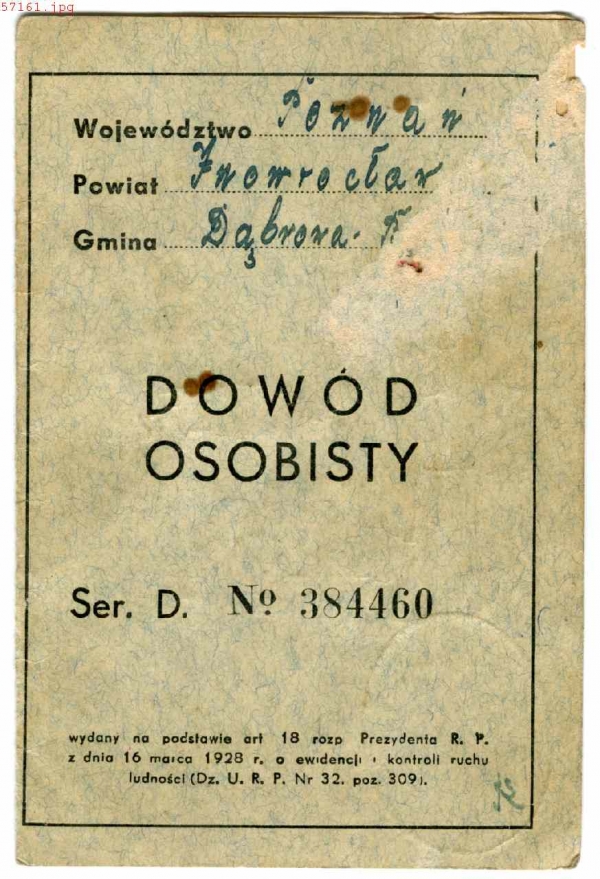 57161.jpg
Województwo Poznań
Powiat Inowrocław
Gmina Dąbrowa-
DOWÓD
OSOBISTY
Ser. D. Nº 384460
wydany na podstawie art 18 rozp Prezydenta R. P.
z dnia 16 marca 1928 r. o ewidencji i kontroli ruchu
ludności (Dz. U. R. P. Nr 32. poz. 309).